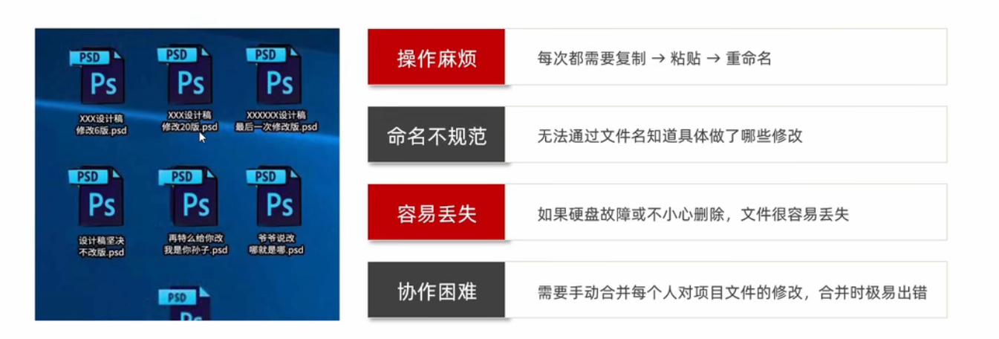 PSD
Ps
XXX设计稿
修改6版.psd
PSD
Ps
XXX设计稿
修改20版.psd
PSD
Ps
XXXXXX设计稿
最后一次修改版.psd
PSD
Ps
设计稿坚决
不改版.psd
PSD
Ps
再特么给你改
我是你孙子.psd
PSD
Ps
爷爷说改
哪就是哪.psd
PSD
Ps
操作麻烦
每次都需要复制 → 粘贴 → 重命名
命名不规范
无法通过文件名知道具体做了哪些修改
容易丢失
如果硬盘故障或不小心删除，文件很容易丢失
协作困难
需要手动合并每个人对项目文件的修改，合并时极易出错